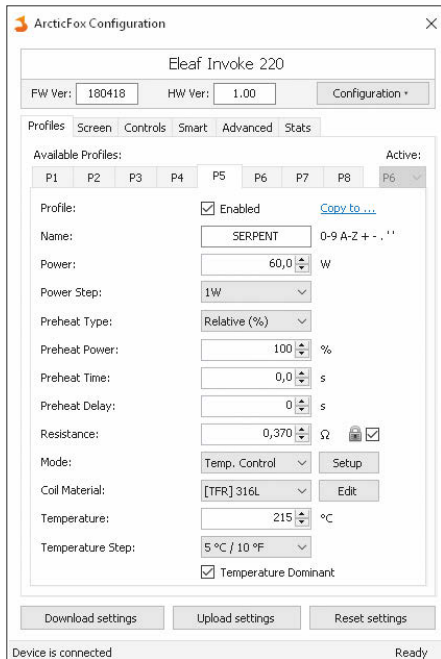 ArcticFox Configuration
Eleaf Invoke 220
FW Ver: 180418 HW Ver: 1.00 Configuration
Profiles Screen Controls Smart Advanced Stats
Available Profiles: Active:
P1 P2 P3 P4 P5 P6 P7 P8 P6
Profile: Enabled Copy to ...
Name: SERPENT 0-9 A-Z + - . ' '
Power: 60,0 W
Power Step: 1W
Preheat Type: Relative (%)
Preheat Power: 100 %
Preheat Time: 0,0 s
Preheat Delay: 0 s
Resistance: 0,370 Ω
Mode: Temp. Control Setup
Coil Material: [TFR] 316L Edit
Temperature: 215 °C
Temperature Step: 5 °C / 10 °F
Temperature Dominant
Download settings Upload settings Reset settings
Device is connected Ready